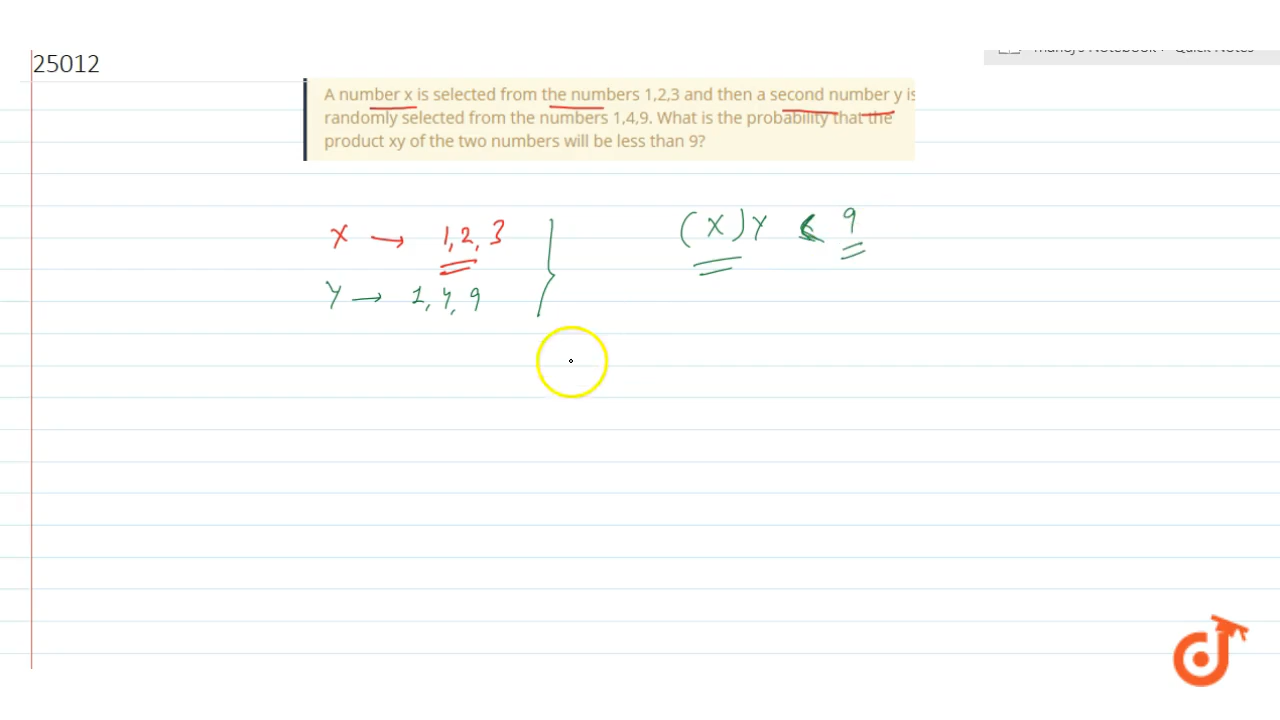 Quick Notes
25012
A number x is selected from the numbers 1,2,3 and then a second number y is
randomly selected from the numbers 1,4,9. What is the probability that the
product xy of the two numbers will be less than 9?
X → 1, 2, 3
(X) Y < 9
Y → 1, 4, 9